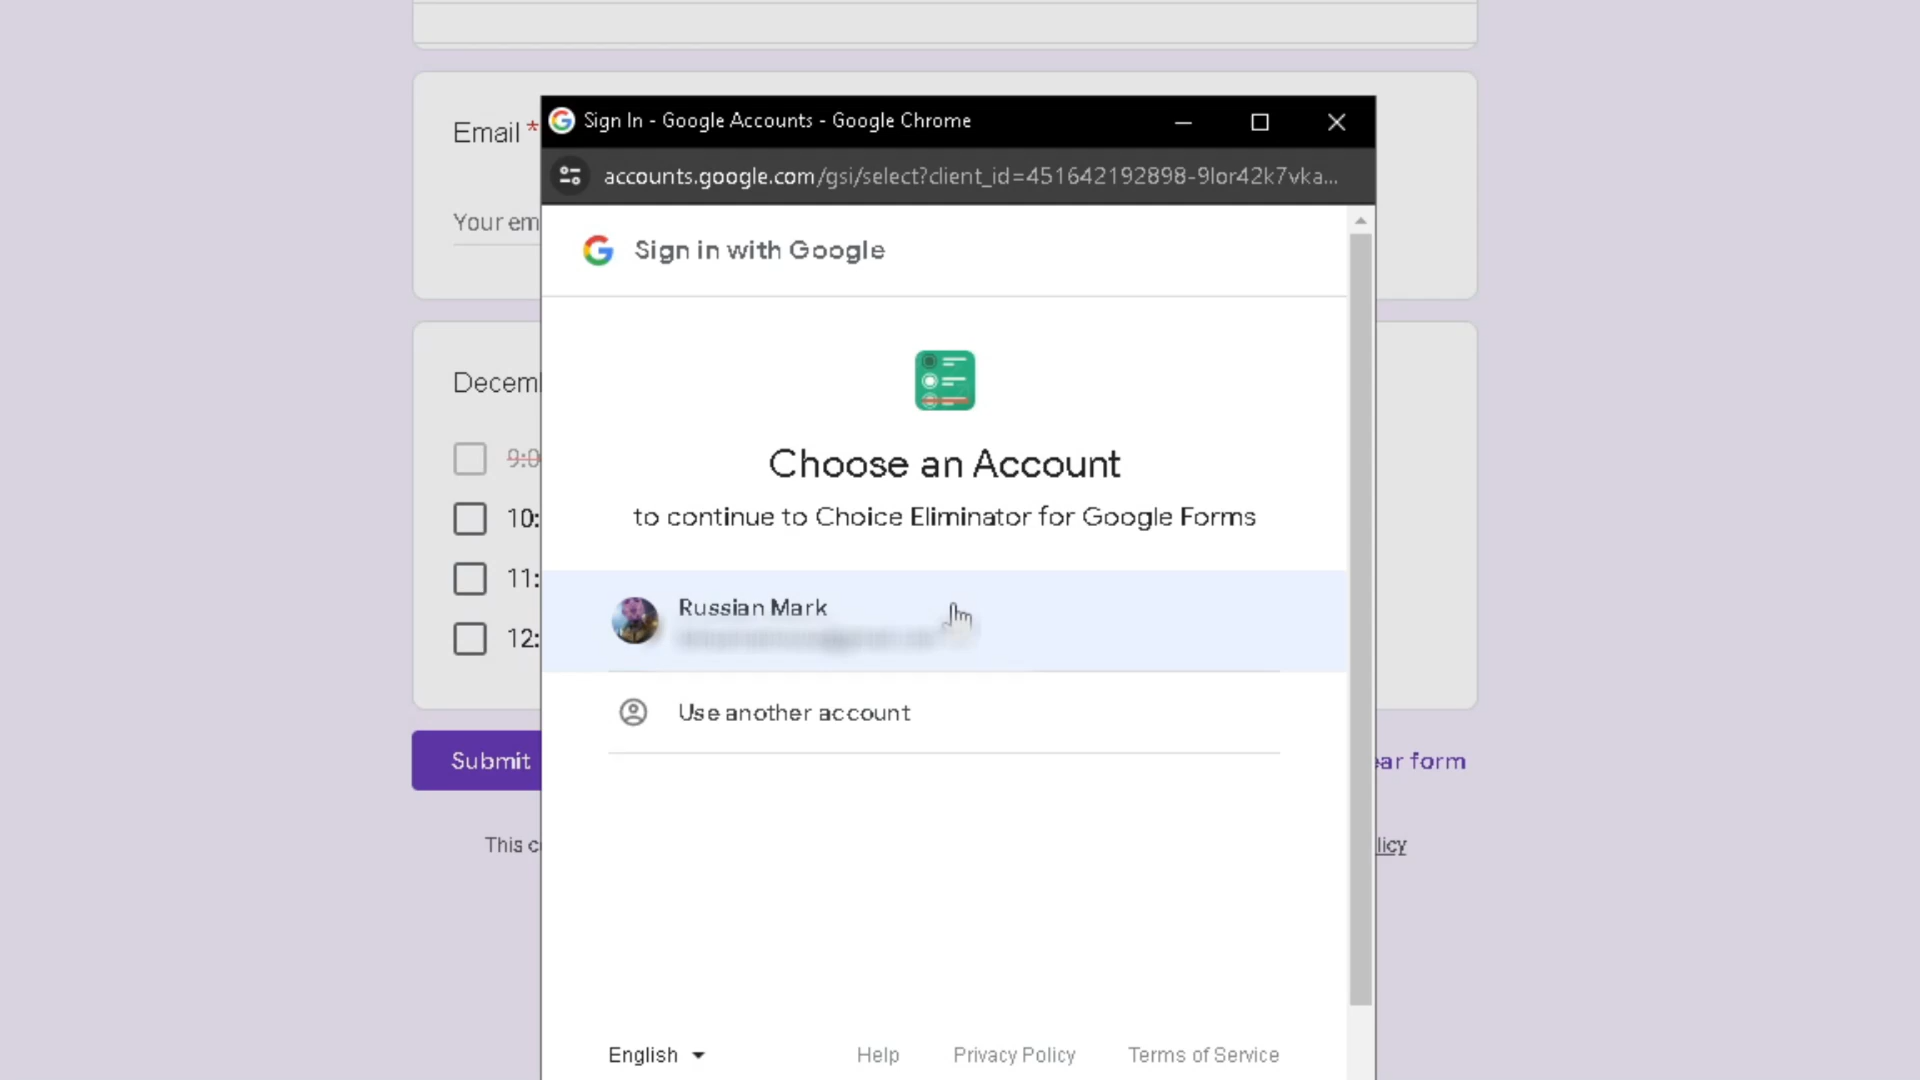 Email *
Sign In - Google Accounts - Google Chrome
accounts.google.com/gsi/select?client_id=451642192898-9lor42k7vka...
Your em
Sign in with Google
Decem
Choose an Account
9:0
to continue to Choice Eliminator for Google Forms
10:
11:
Russian Mark
12:
Use another account
Submit
ear form
This c
licy
English
Help
Privacy Policy
Terms of Service